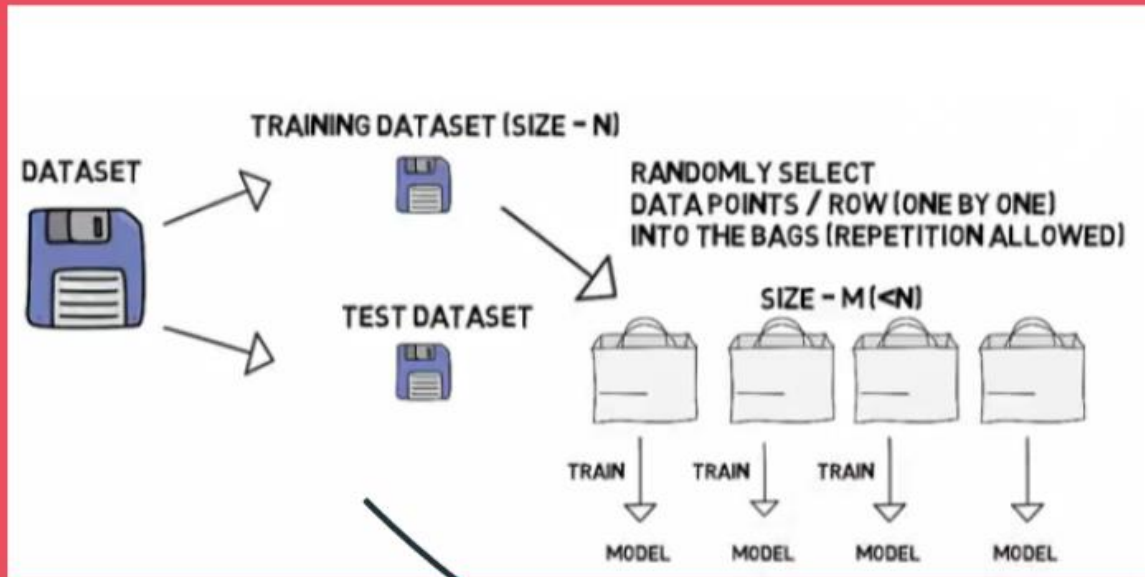 TRAINING DATASET (SIZE - N)
DATASET
RANDOMLY SELECT
DATA POINTS / ROW (ONE BY ONE)
INTO THE BAGS (REPETITION ALLOWED)
SIZE - M (<N)
TEST DATASET
TRAIN TRAIN TRAIN
MODEL MODEL MODEL MODEL